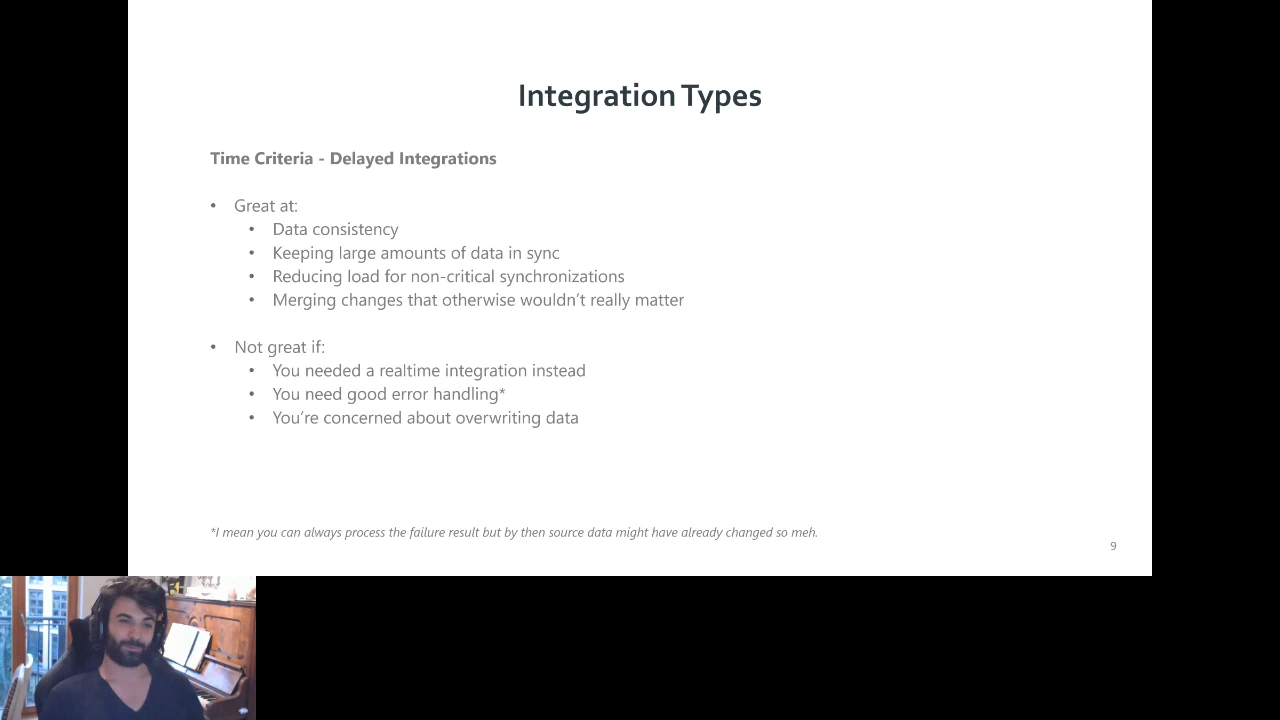 Integration Types
Time Criteria - Delayed Integrations
• Great at:
• Data consistency
• Keeping large amounts of data in sync
• Reducing load for non-critical synchronizations
• Merging changes that otherwise wouldn't really matter
• Not great if:
• You needed a realtime integration instead
• You need good error handling*
• You're concerned about overwriting data
*I mean you can always process the failure result but by then source data might have already changed so meh.
9